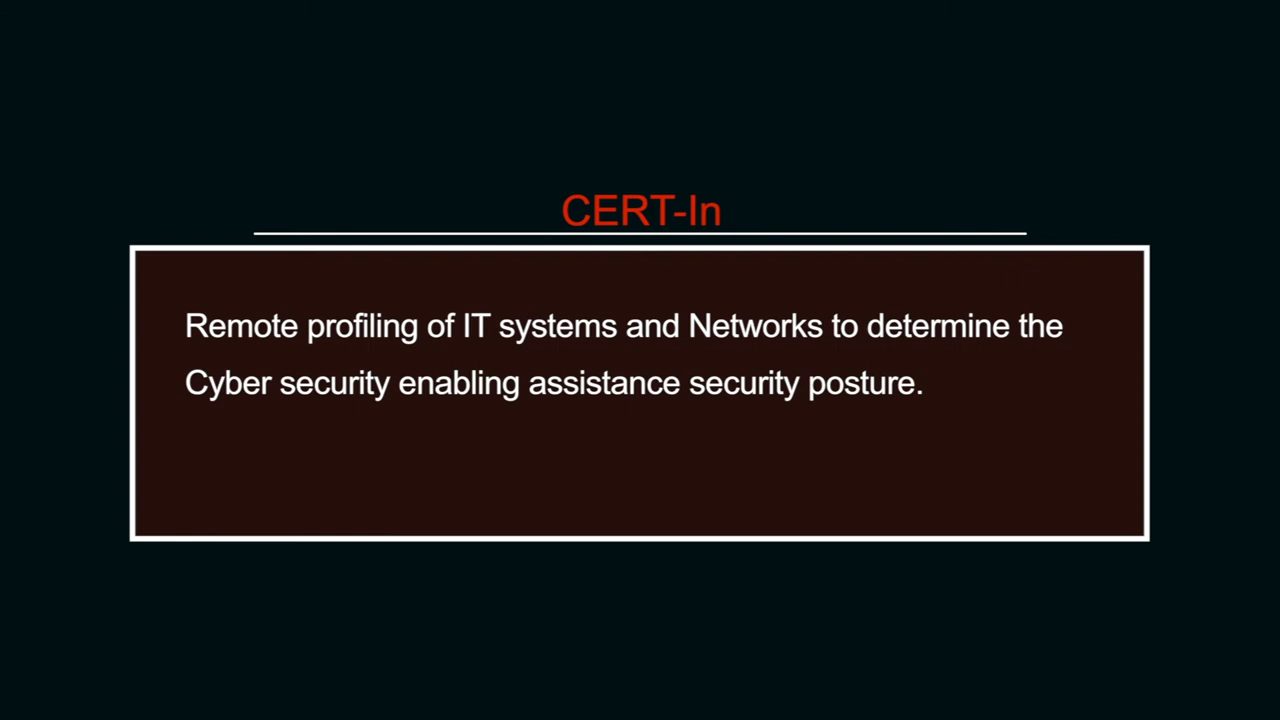 CERT-In
Remote profiling of IT systems and Networks to determine the
Cyber security enabling assistance security posture.